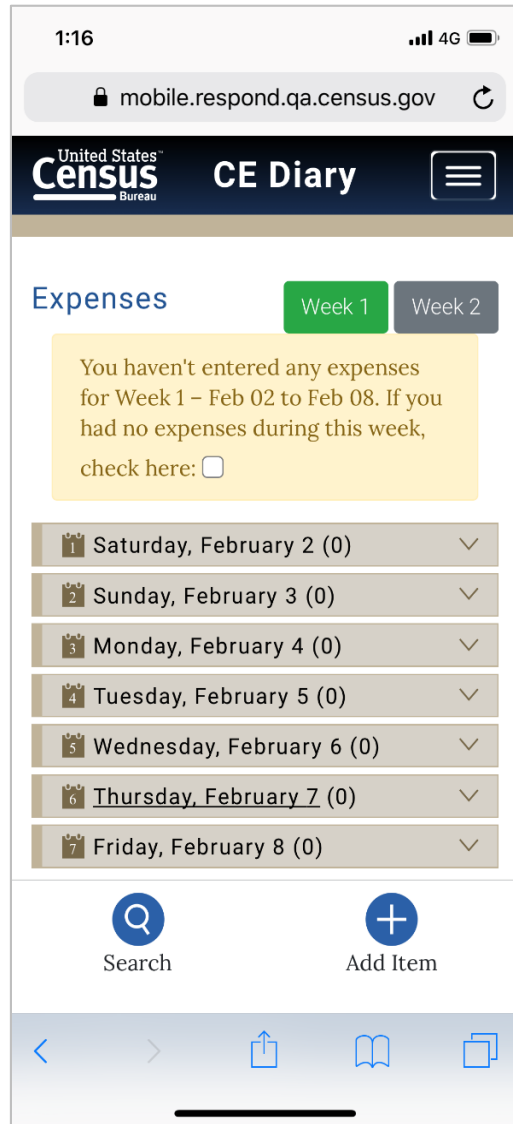 1:16
4G
mobile.respond.qa.census.gov
United States™
Census
Bureau
CE Diary
Expenses
Week 1
Week 2
You haven't entered any expenses
for Week 1 – Feb 02 to Feb 08. If you
had no expenses during this week,
check here:
1 Saturday, February 2 (0)
2 Sunday, February 3 (0)
3 Monday, February 4 (0)
4 Tuesday, February 5 (0)
5 Wednesday, February 6 (0)
6 Thursday, February 7 (0)
7 Friday, February 8 (0)
Search
Add Item